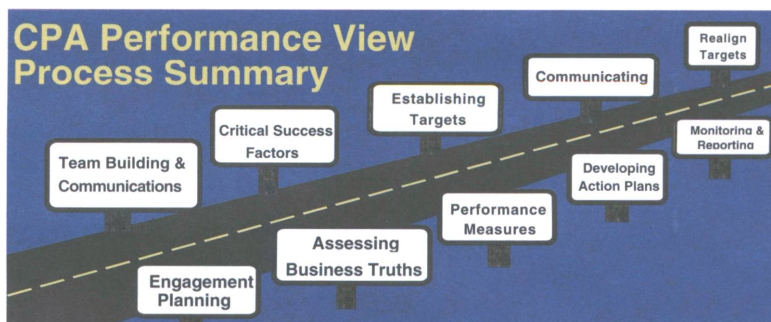 CPA Performance View
Process Summary
Team Building &
Communications
Critical Success
Factors
Establishing
Targets
Communicating
Realign
Targets
Engagement
Planning
Assessing
Business Truths
Performance
Measures
Developing
Action Plans
Monitoring &
Reporting